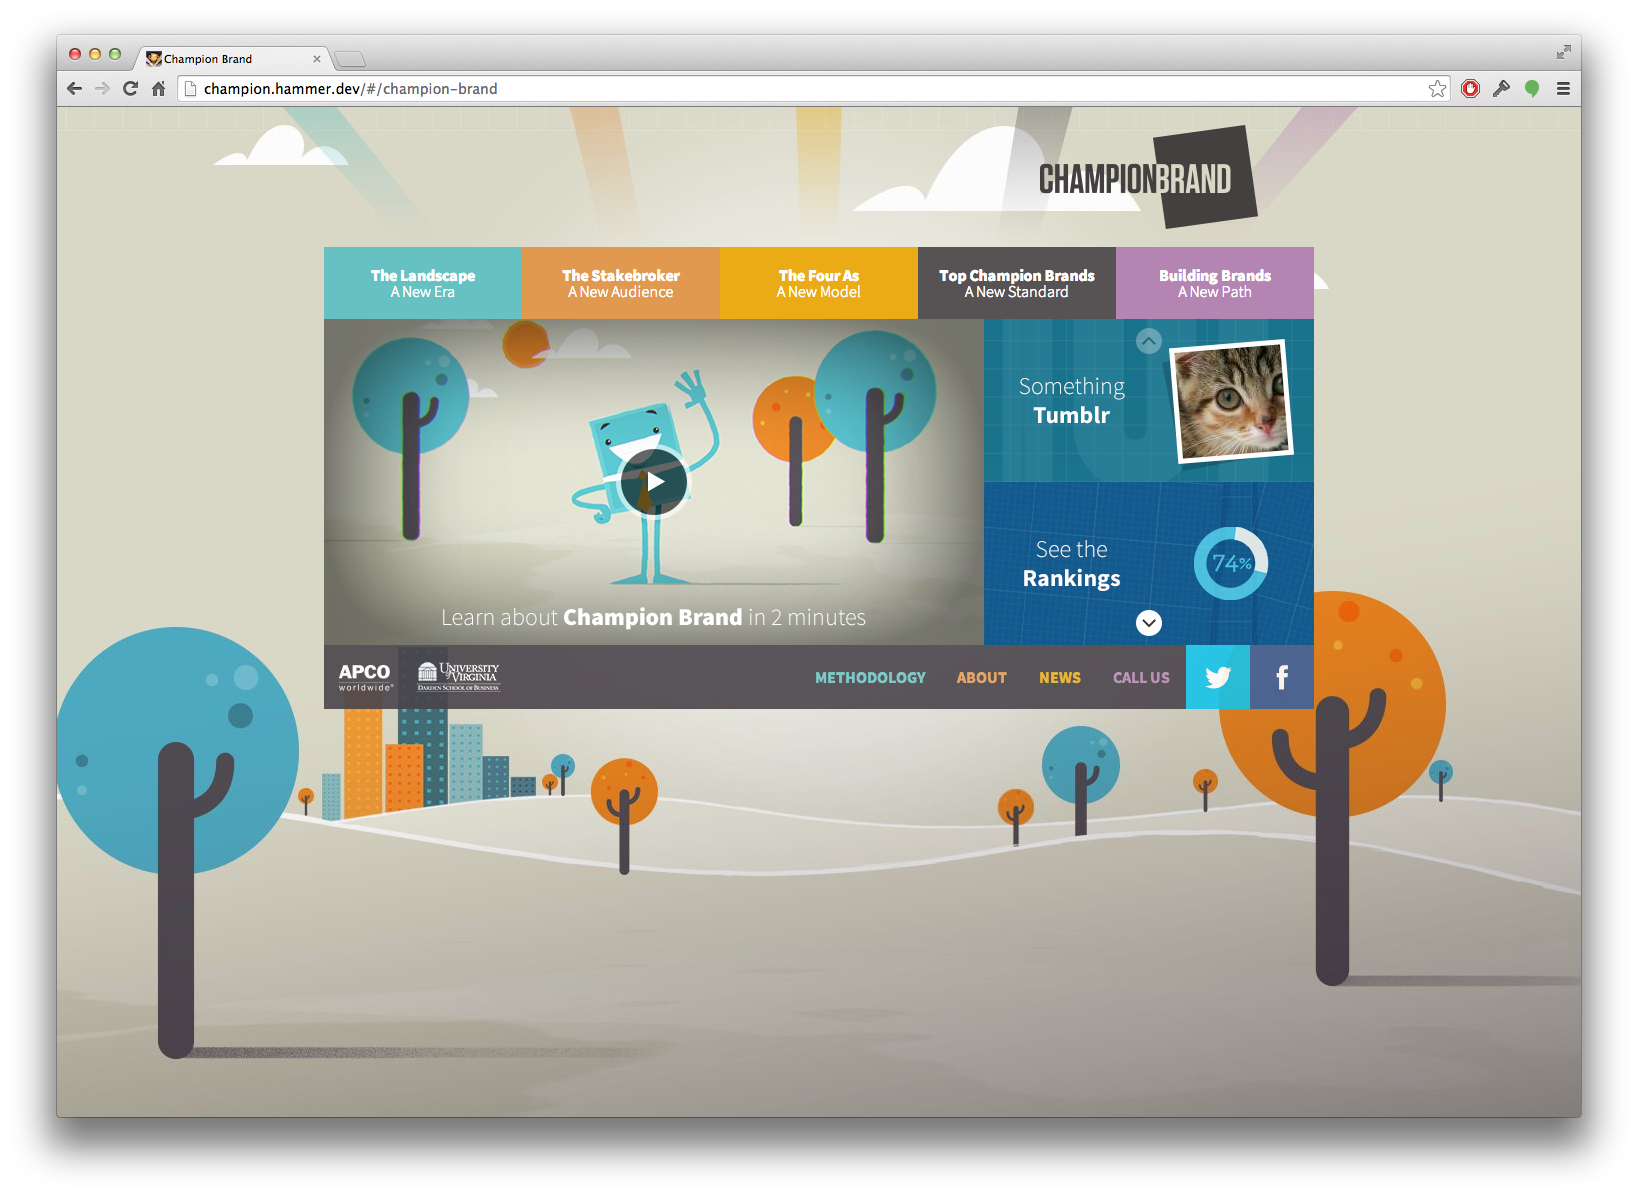 Champion Brand
champion.hammer.dev/#/champion-brand
CHAMPIONBRAND
The Landscape
A New Era
The Stakebroker
A New Audience
The Four As
A New Model
Top Champion Brands
A New Standard
Building Brands
A New Path
Something
Tumblr
See the
Rankings
74%
Learn about Champion Brand in 2 minutes
APCO
worldwide®
UNIVERSITY
of VIRGINIA
DARDEN SCHOOL OF BUSINESS
METHODOLOGY
ABOUT
NEWS
CALL US